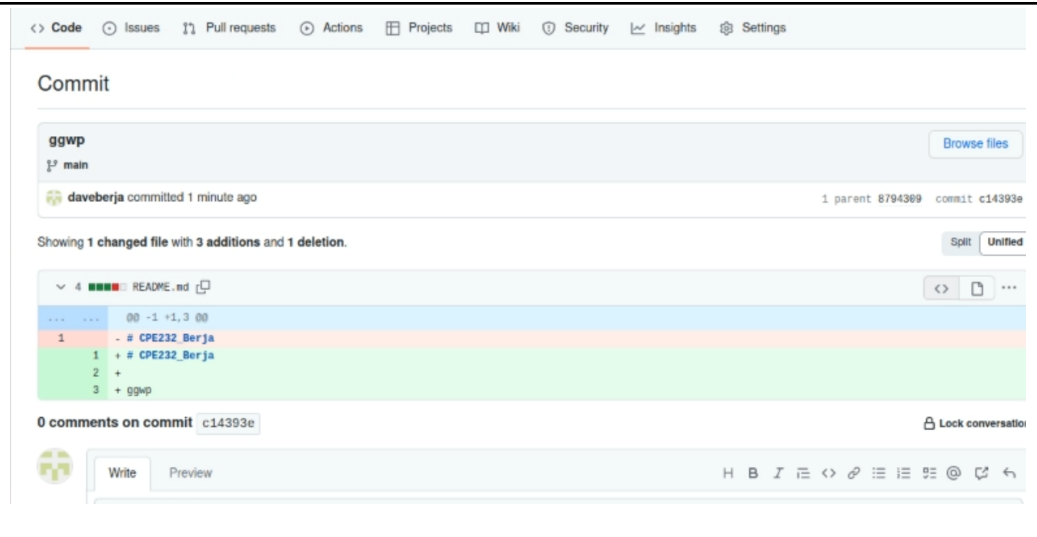 <> Code Issues Pull requests Actions Projects Wiki Security Insights Settings
Commit
ggwp
Browse files
main
daveberja committed 1 minute ago 1 parent 8794309 commit c14393e
Showing 1 changed file with 3 additions and 1 deletion. Split Unified
4 README.md <> ...
... ... @@ -1 +1,3 @@
1 - # CPE232_Berja
1 + # CPE232_Berja
2 +
3 + ggwp
0 comments on commit c14393e Lock conversation
Write Preview H B I <> @